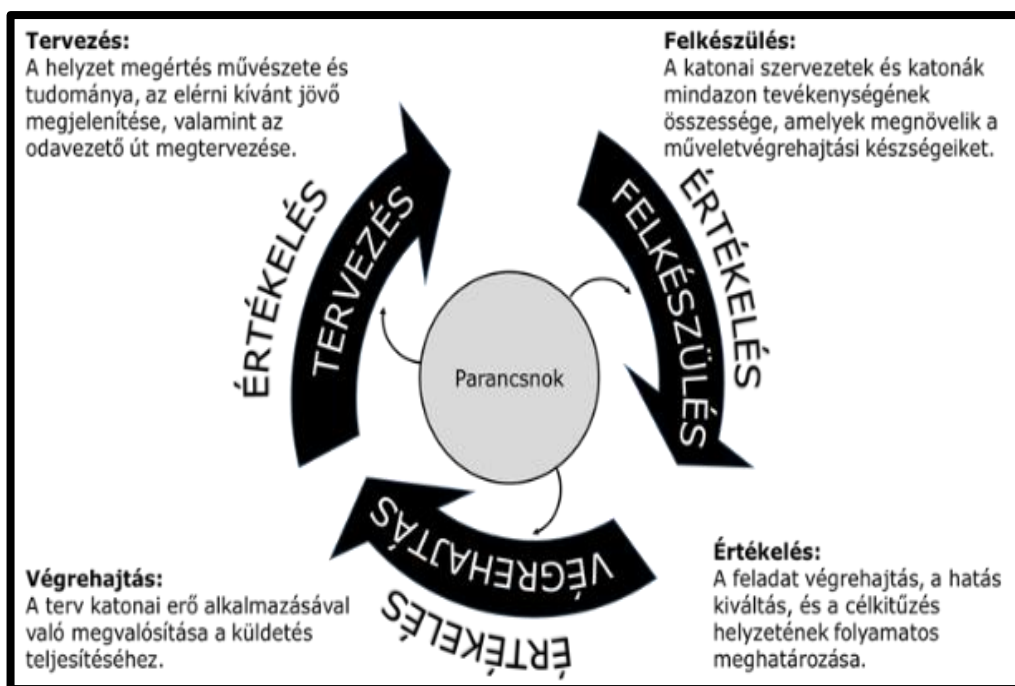 Tervezés:
A helyzet megértés művészete és
tudománya, az elérni kívánt jövő
megjelenítése, valamint az
odavezető út megtervezése.
Felkészülés:
A katonai szervezetek és katonák
mindazon tevékenységének
összessége, amelyek megnövelik a
műveletvégrehajtási készségeiket.
ÉRTÉKELÉS
TERVEZÉS
FELKÉSZÜLÉS
ÉRTÉKELÉS
Parancsnok
VÉGREHAJTÁS
ÉRTÉKELÉS
Végrehajtás:
A terv katonai erő alkalmazásával
való megvalósítása a küldetés
teljesítéséhez.
Értékelés:
A feladat végrehajtás, a hatás
kiváltás, és a célkitűzés
helyzetének folyamatos
meghatározása.